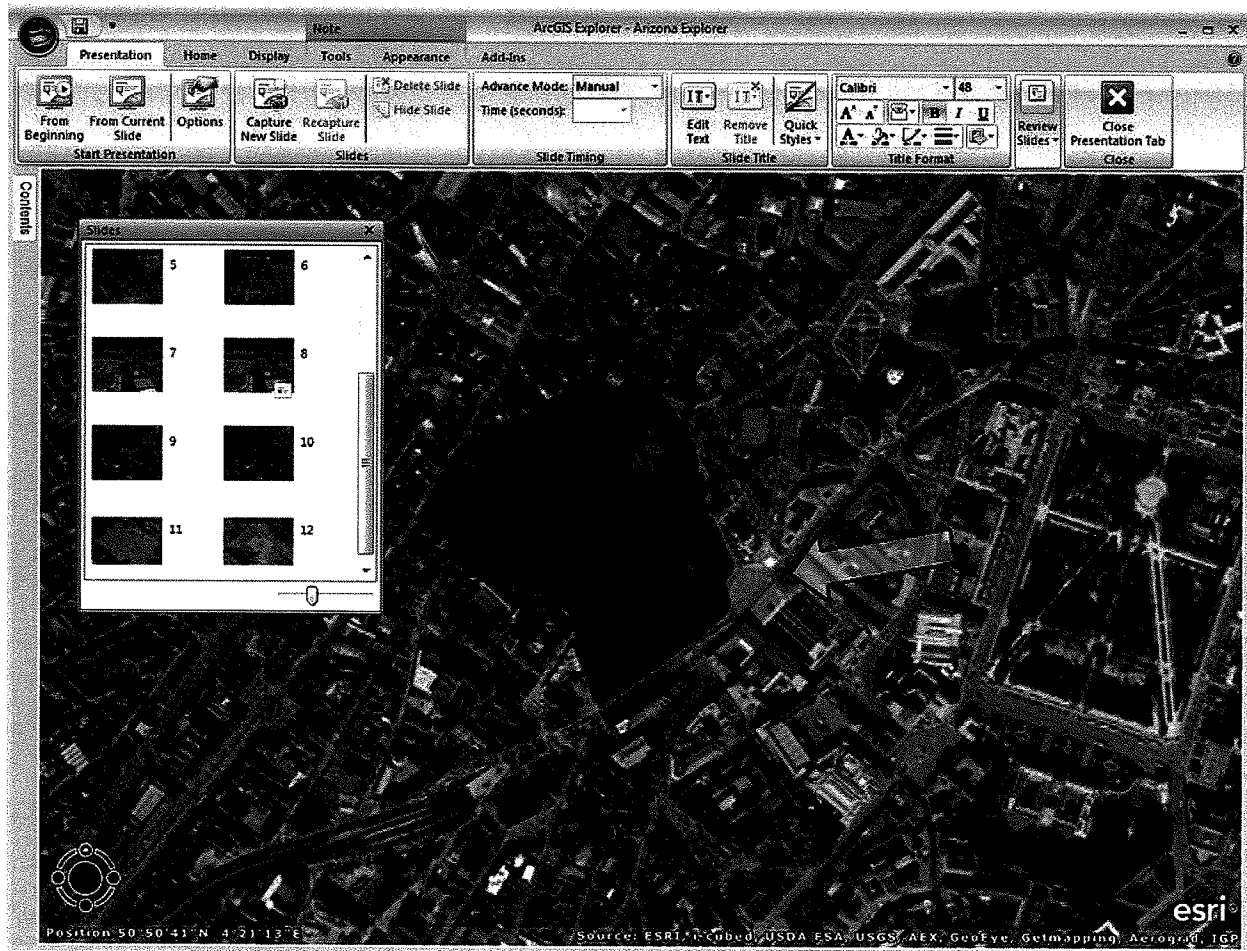 Note
ArcGIS Explorer - Arizona Explorer
Presentation Home Display Tools Appearance Add-Ins
From Beginning
From Current Slide
Options
Start Presentation
Capture New Slide
Recapture Slide
Delete Slide
Hide Slide
Slides
Advance Mode: Manual
Time (seconds):
Slide Timing
Edit Text
Remove Title
Quick Styles
Slide Title
Calibri 48
B I U
Title Format
Review Slides
Close Presentation Tab
Close
Contents
Slides
5 6
7 8
9 10
11 12
Position 50°50'41"N 4°21'13"E
esri
Source: ESRI, i-cubed, USDA FSA, USGS, AEX, GeoEye, Getmapping, Aerogrid, IGP